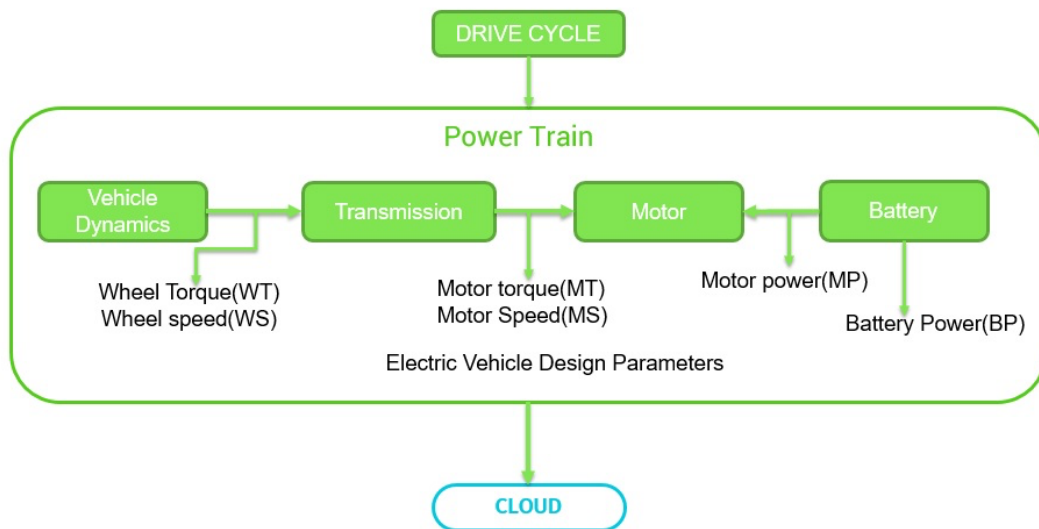 DRIVE CYCLE
Power Train
Vehicle
Dynamics
Transmission
Motor
Battery
Wheel Torque(WT)
Wheel speed(WS)
Motor torque(MT)
Motor Speed(MS)
Motor power(MP)
Battery Power(BP)
Electric Vehicle Design Parameters
CLOUD